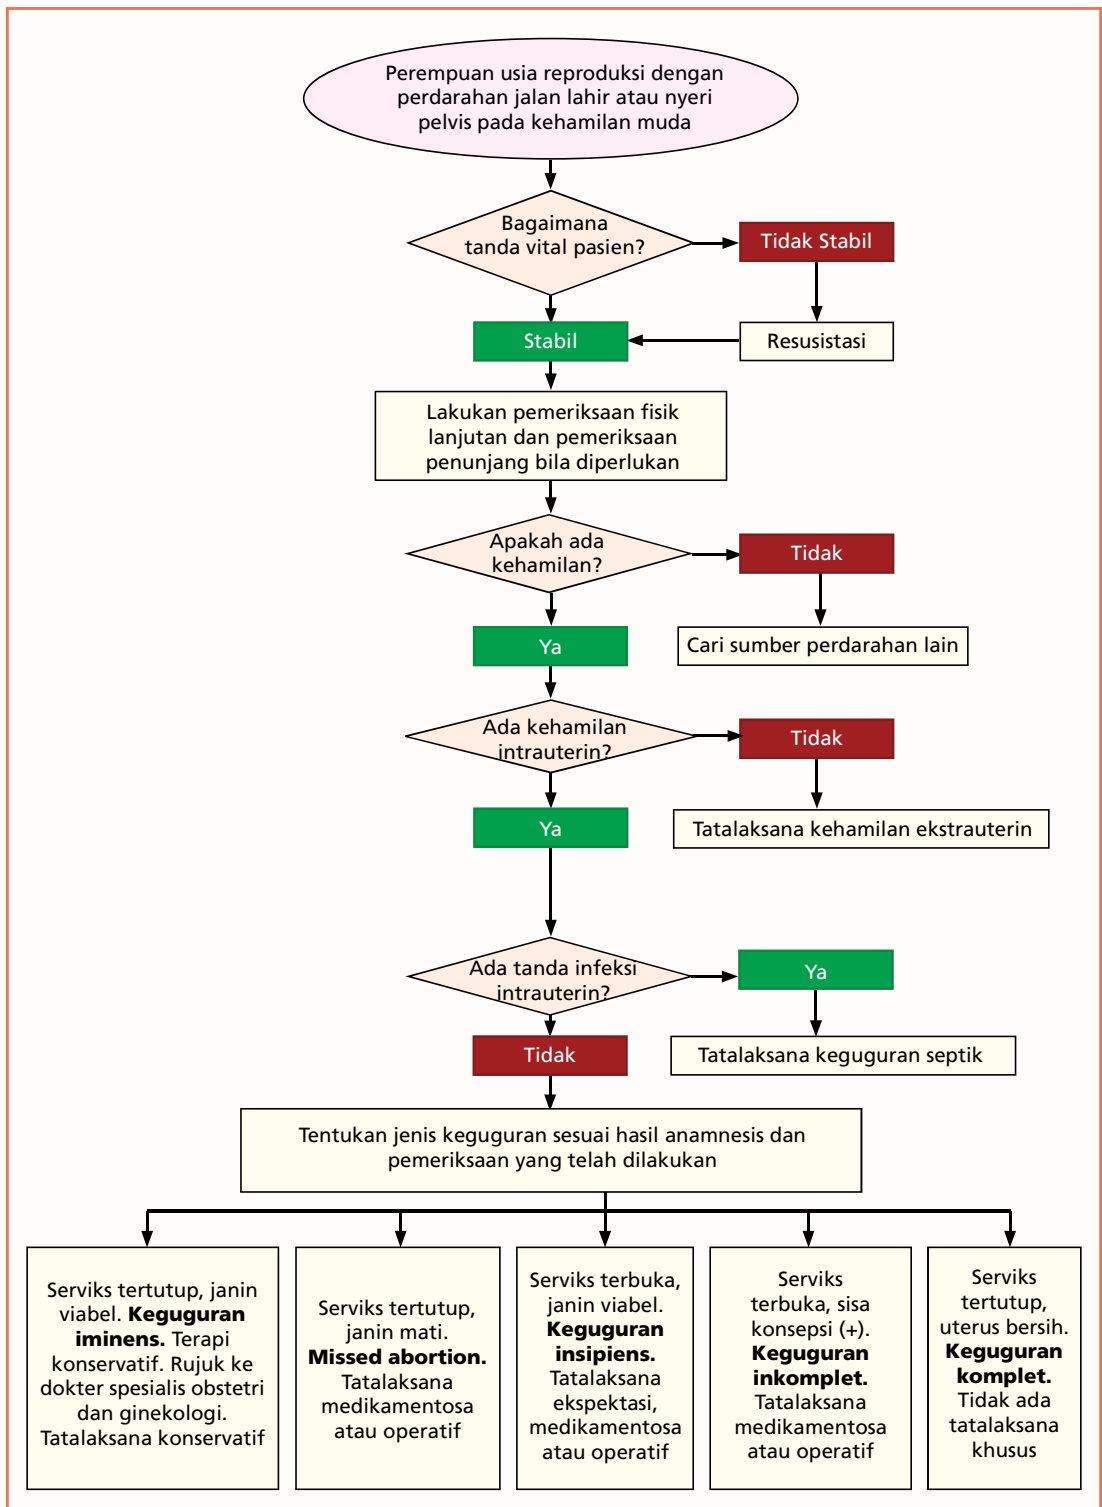 Perempuan usia reproduksi dengan
perdarahan jalan lahir atau nyeri
pelvis pada kehamilan muda
Bagaimana
tanda vital pasien?
Tidak Stabil
Stabil
Resusistasi
Lakukan pemeriksaan fisik
lanjutan dan pemeriksaan
penunjang bila diperlukan
Apakah ada
kehamilan?
Tidak
Ya
Cari sumber perdarahan lain
Ada kehamilan
intrauterin?
Tidak
Ya
Tatalaksana kehamilan ekstrauterin
Ada tanda infeksi
intrauterin?
Ya
Tidak
Tatalaksana keguguran septik
Tentukan jenis keguguran sesuai hasil anamnesis dan
pemeriksaan yang telah dilakukan
Serviks tertutup, janin
viabel. Keguguran
iminens. Terapi
konservatif. Rujuk ke
dokter spesialis obstetri
dan ginekologi.
Tatalaksana konservatif
Serviks tertutup,
janin mati.
Missed abortion.
Tatalaksana
medikamentosa
atau operatif
Serviks terbuka,
janin viabel.
Keguguran
insipiens.
Tatalaksana
ekspektasi,
medikamentosa
atau operatif
Serviks
terbuka, sisa
konsepsi (+).
Keguguran
inkomplet.
Tatalaksana
medikamentosa
atau operatif
Serviks
tertutup,
uterus bersih.
Keguguran
komplet.
Tidak ada
tatalaksana
khusus